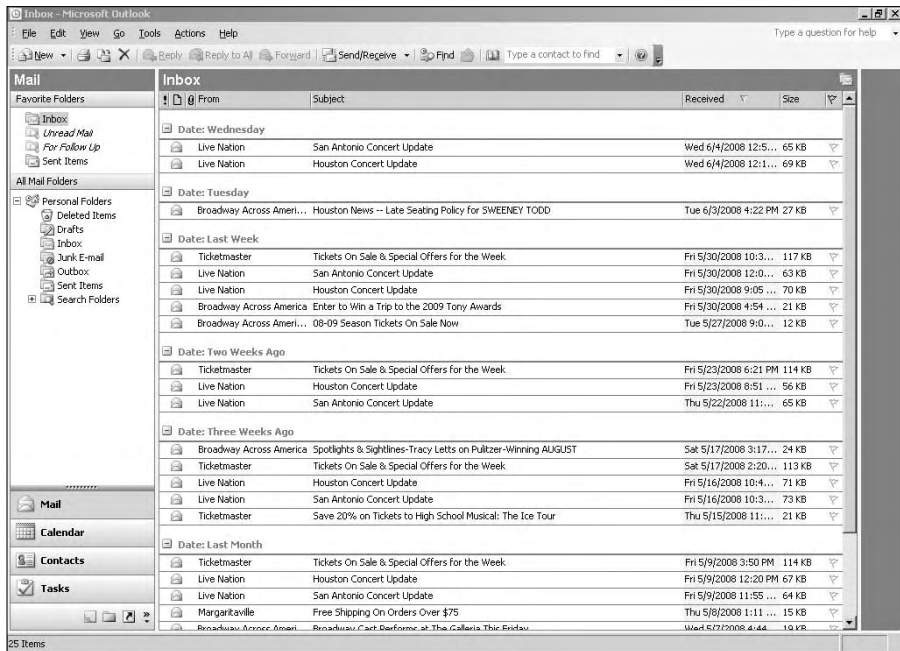 Inbox - Microsoft Outlook
File Edit View Go Tools Actions Help Type a question for help
New Reply Reply to All Forward Send/Receive Find Type a contact to find
Mail
Favorite Folders
Inbox
Unread Mail
For Follow Up
Sent Items
All Mail Folders
Personal Folders
Deleted Items
Drafts
Inbox
Junk E-mail
Outbox
Sent Items
Search Folders
Mail
Calendar
Contacts
Tasks
Inbox
From Subject Received Size
Date: Wednesday
Live Nation San Antonio Concert Update Wed 6/4/2008 12:5... 65 KB
Live Nation Houston Concert Update Wed 6/4/2008 12:1... 69 KB
Date: Tuesday
Broadway Across Ameri... Houston News -- Late Seating Policy for SWEENEY TODD Tue 6/3/2008 4:22 PM 27 KB
Date: Last Week
Ticketmaster Tickets On Sale & Special Offers for the Week Fri 5/30/2008 10:3... 117 KB
Live Nation San Antonio Concert Update Fri 5/30/2008 12:0... 63 KB
Live Nation Houston Concert Update Fri 5/30/2008 9:05 ... 70 KB
Broadway Across America Enter to Win a Trip to the 2009 Tony Awards Fri 5/30/2008 4:54 ... 21 KB
Broadway Across Ameri... 08-09 Season Tickets On Sale Now Tue 5/27/2008 9:0... 12 KB
Date: Two Weeks Ago
Ticketmaster Tickets On Sale & Special Offers for the Week Fri 5/23/2008 6:21 PM 114 KB
Live Nation Houston Concert Update Fri 5/23/2008 8:51 ... 56 KB
Live Nation San Antonio Concert Update Thu 5/22/2008 11:... 65 KB
Date: Three Weeks Ago
Broadway Across America Spotlights & Sightlines-Tracy Letts on Pulitzer-Winning AUGUST Sat 5/17/2008 3:17... 24 KB
Ticketmaster Tickets On Sale & Special Offers for the Week Sat 5/17/2008 2:20... 113 KB
Live Nation Houston Concert Update Fri 5/16/2008 10:4... 71 KB
Live Nation San Antonio Concert Update Fri 5/16/2008 10:3... 73 KB
Ticketmaster Save 20% on Tickets to High School Musical: The Ice Tour Thu 5/15/2008 11:... 21 KB
Date: Last Month
Ticketmaster Tickets On Sale & Special Offers for the Week Fri 5/9/2008 3:50 PM 114 KB
Live Nation Houston Concert Update Fri 5/9/2008 12:20 PM 67 KB
Live Nation San Antonio Concert Update Fri 5/9/2008 11:55 ... 64 KB
Margaritaville Free Shipping On Orders Over $75 Thu 5/8/2008 1:11 ... 15 KB
Broadway Across Ameri... Broadway Cast Performs at The Galleria This Friday Wed 5/7/2008 4:44 ... 19 KB
25 Items